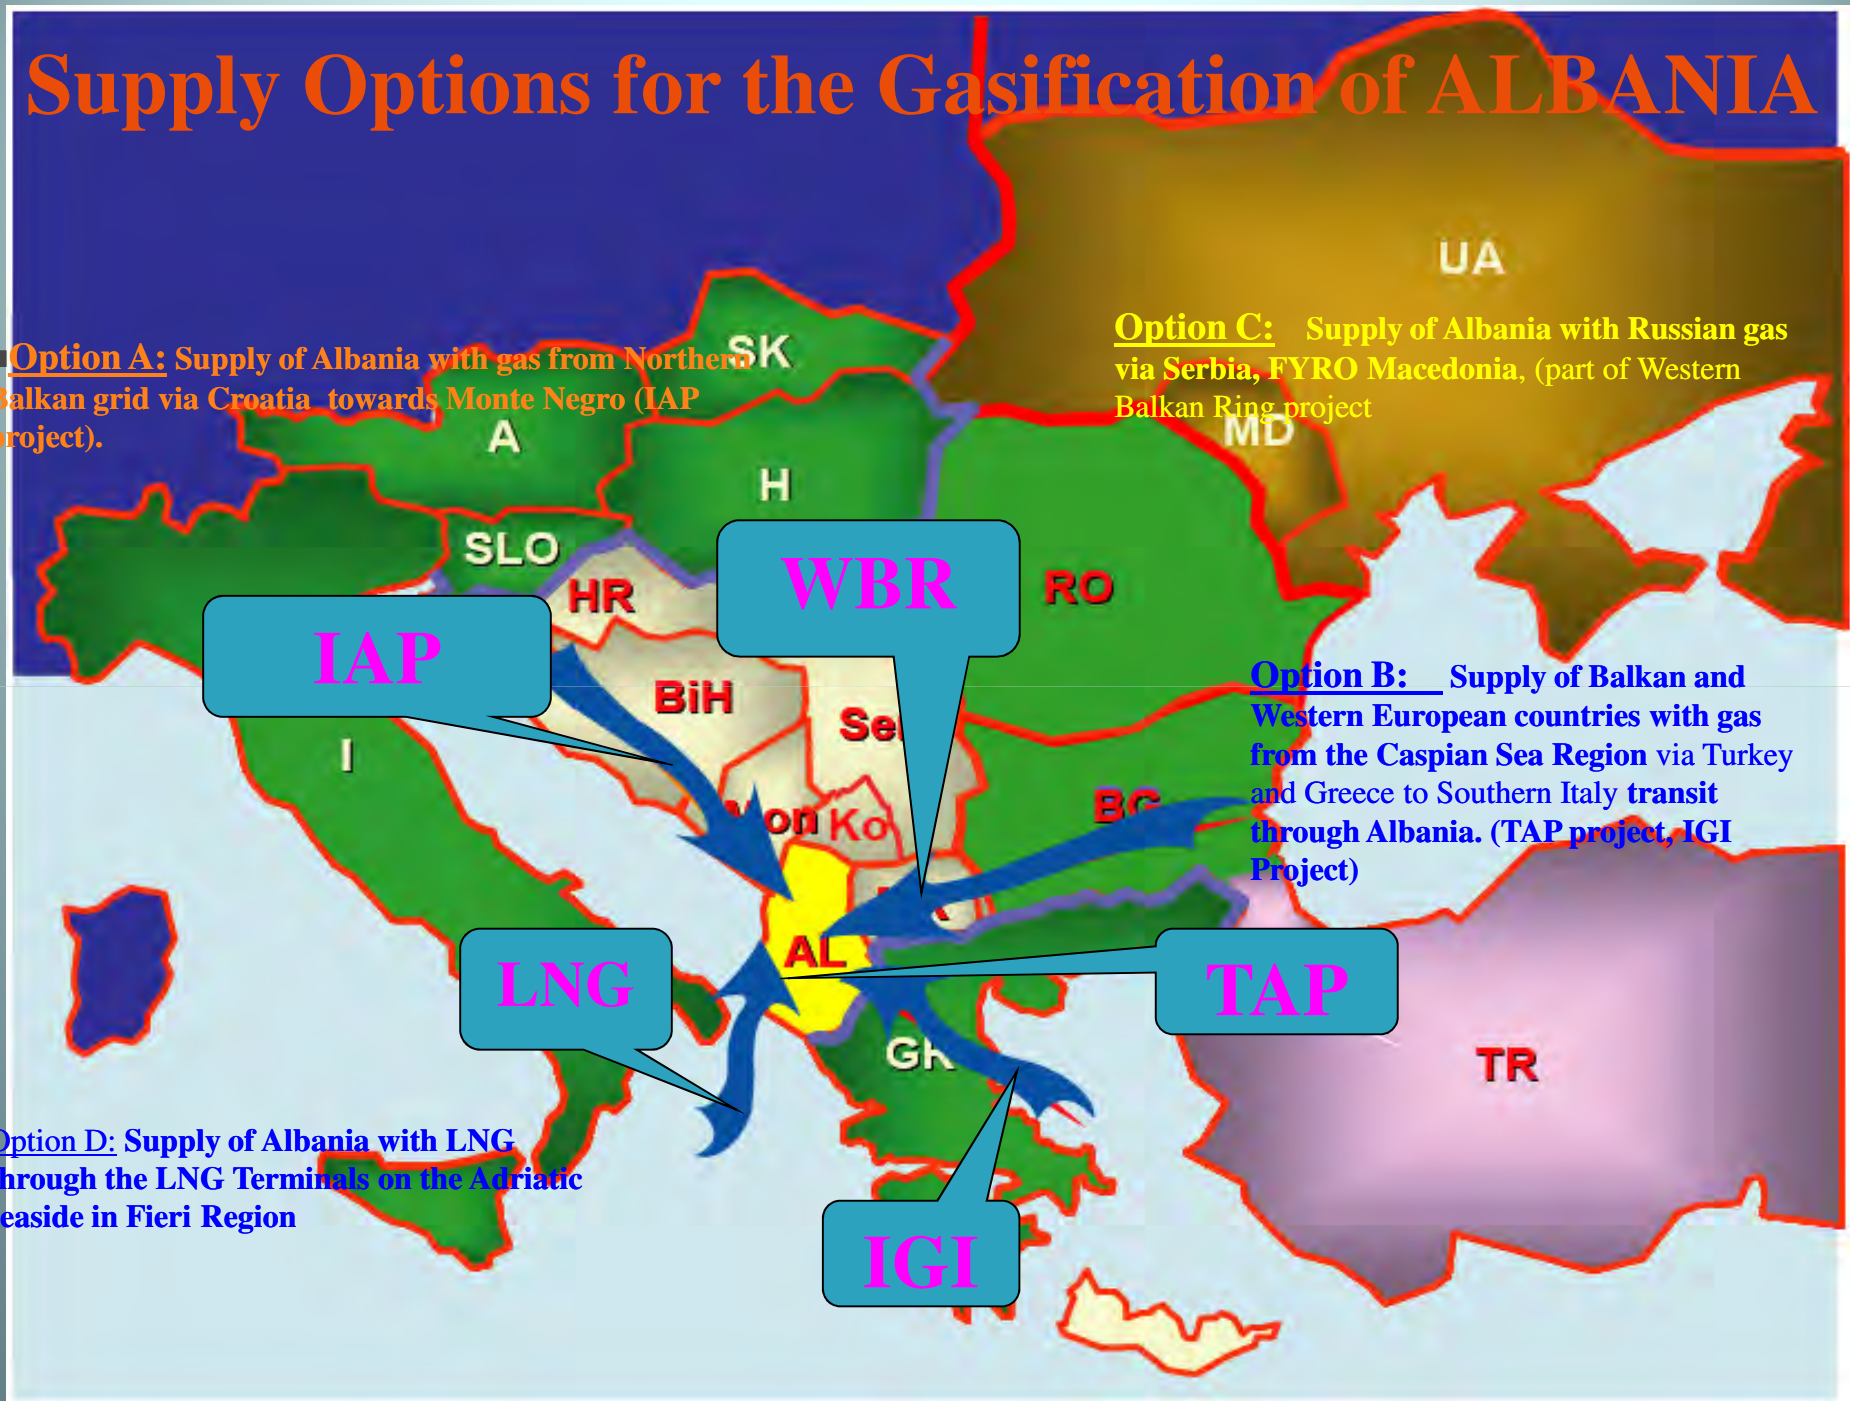 Supply Options for the Gasification of ALBANIA
UA
Option C: Supply of Albania with Russian gas
via Serbia, FYRO Macedonia, (part of Western
Balkan Ring project
SK
Option A: Supply of Albania with gas from Northern
Balkan grid via Croatia towards Monte Negro (IAP
project).
A
MD
H
SLO
WBR
HR
RO
IAP
BiH
Option B: Supply of Balkan and
Western European countries with gas
from the Caspian Sea Region via Turkey
and Greece to Southern Italy transit
through Albania. (TAP project, IGI
Project)
Se
I
BG
on
Ko
AL
LNG
TAP
GR
TR
Option D: Supply of Albania with LNG
hrough the LNG Terminals on the Adriatic
easide in Fieri Region
IGI